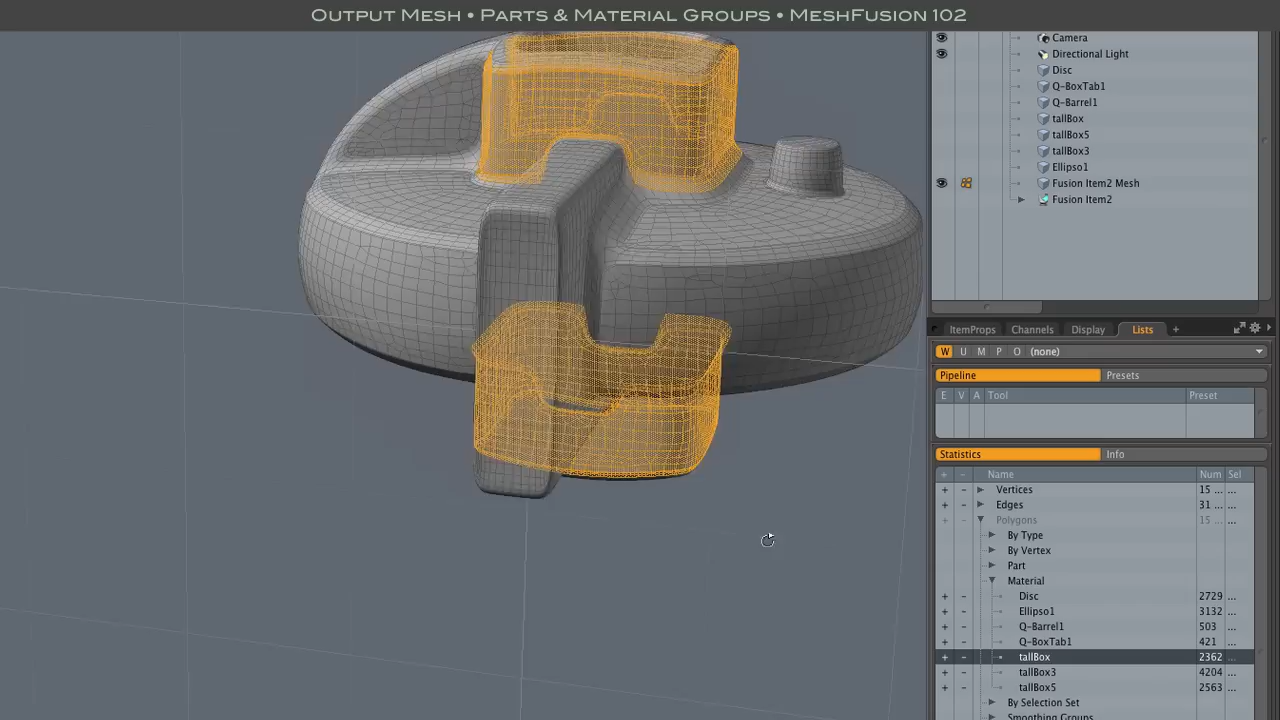 OUTPUT MESH • PARTS & MATERIAL GROUPS • MESHFUSION 102
Camera
Directional Light
Disc
Q-BoxTab1
Q-Barrel1
tallBox
tallBox5
tallBox3
Ellipso1
Fusion Item2 Mesh
Fusion Item2
ItemProps Channels Display Lists +
W U M P O (none)
Pipeline Presets
E V A Tool Preset
Statistics Info
+ - Name Num Sel
+ - Vertices 15 ... ...
+ - Edges 31 ... ...
+ - Polygons 15 ... ...
By Type
By Vertex
Part
Material
+ - Disc 2729 ...
+ - Ellipso1 3132 ...
+ - Q-Barrel1 503 ...
+ - Q-BoxTab1 421 ...
+ - tallBox 2362 ...
+ - tallBox3 4204 ...
+ - tallBox5 2563 ...
By Selection Set
Smoothing Groups